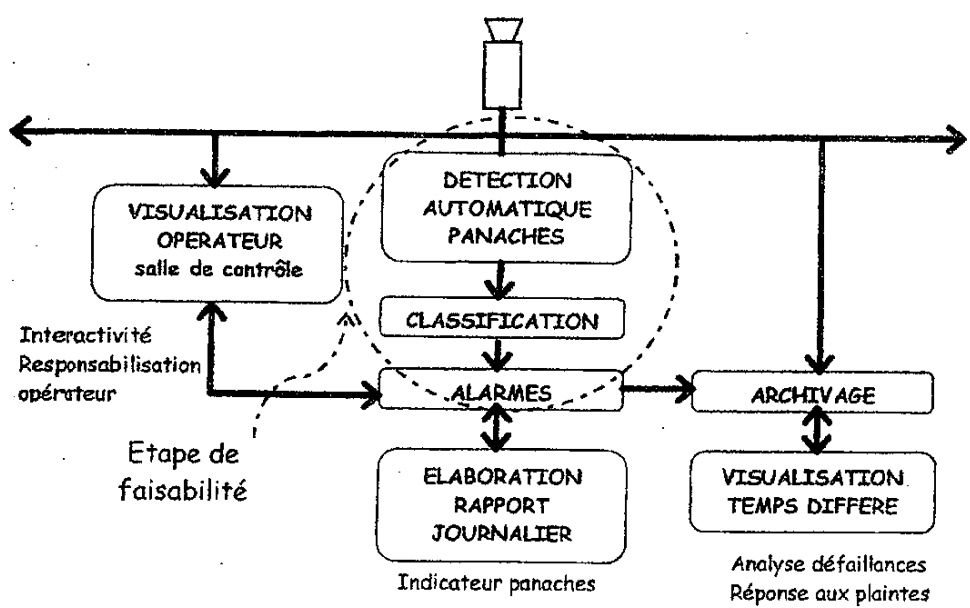 DETECTION
AUTOMATIQUE
PANACHES
VISUALISATION
OPERATEUR
salle de contrôle
CLASSIFICATION
Interactivité
Responsabilisation
opérateur
ALARMES
ARCHIVAGE
Etape de
faisabilité
ELABORATION
RAPPORT
JOURNALIER
VISUALISATION
TEMPS DIFFERE
Indicateur panaches
Analyse défaillances
Réponse aux plaintes